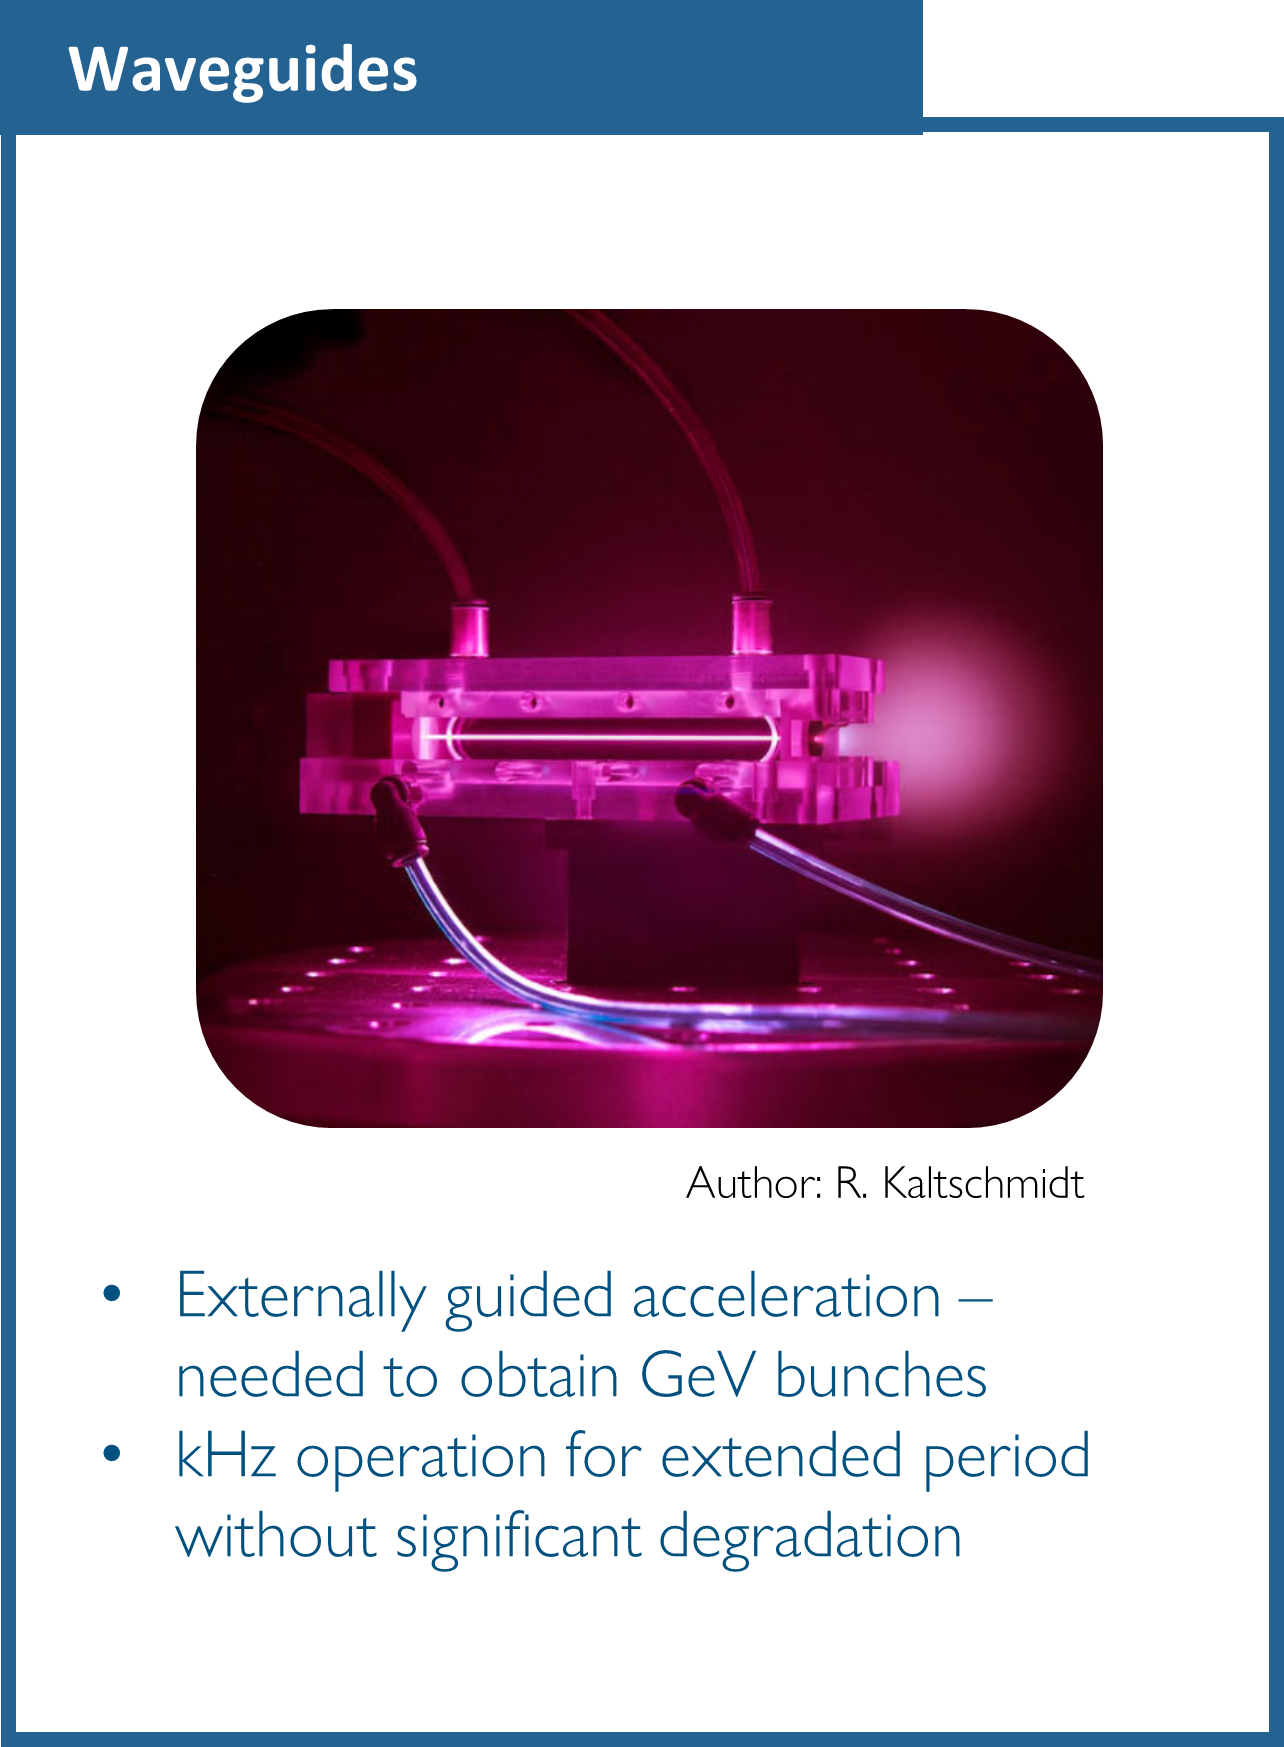 Waveguides
Author: R. Kaltschmidt
• Externally guided acceleration –
needed to obtain GeV bunches
• kHz operation for extended period
without significant degradation